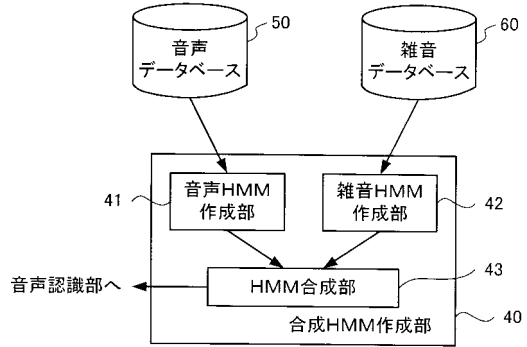 音声
データベース
50
雑音
データベース
60
音声HMM
作成部
41
雑音HMM
作成部
42
HMM合成部
43
音声認識部へ
合成HMM作成部
40